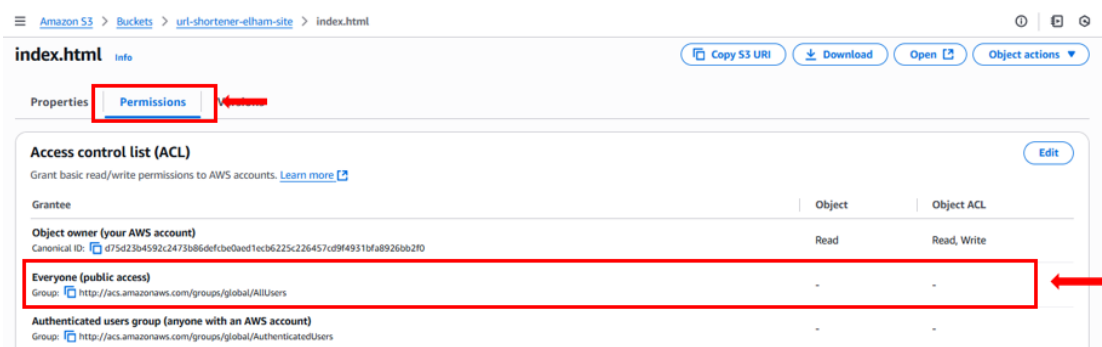 Amazon S3 > Buckets > url-shortener-elham-site > index.html
index.html Info
Copy S3 URI Download Open Object actions
Properties Permissions Versions
Access control list (ACL)
Edit
Grant basic read/write permissions to AWS accounts. Learn more
Grantee Object Object ACL
Object owner (your AWS account)
Canonical ID: d75d23b4592c2473b86defcbe0aed1ecb6225c226457cd9f4931bfa8926bb2f0
Read Read, Write
Everyone (public access)
Group: http://acs.amazonaws.com/groups/global/AllUsers
- -
Authenticated users group (anyone with an AWS account)
Group: http://acs.amazonaws.com/groups/global/AuthenticatedUsers
- -